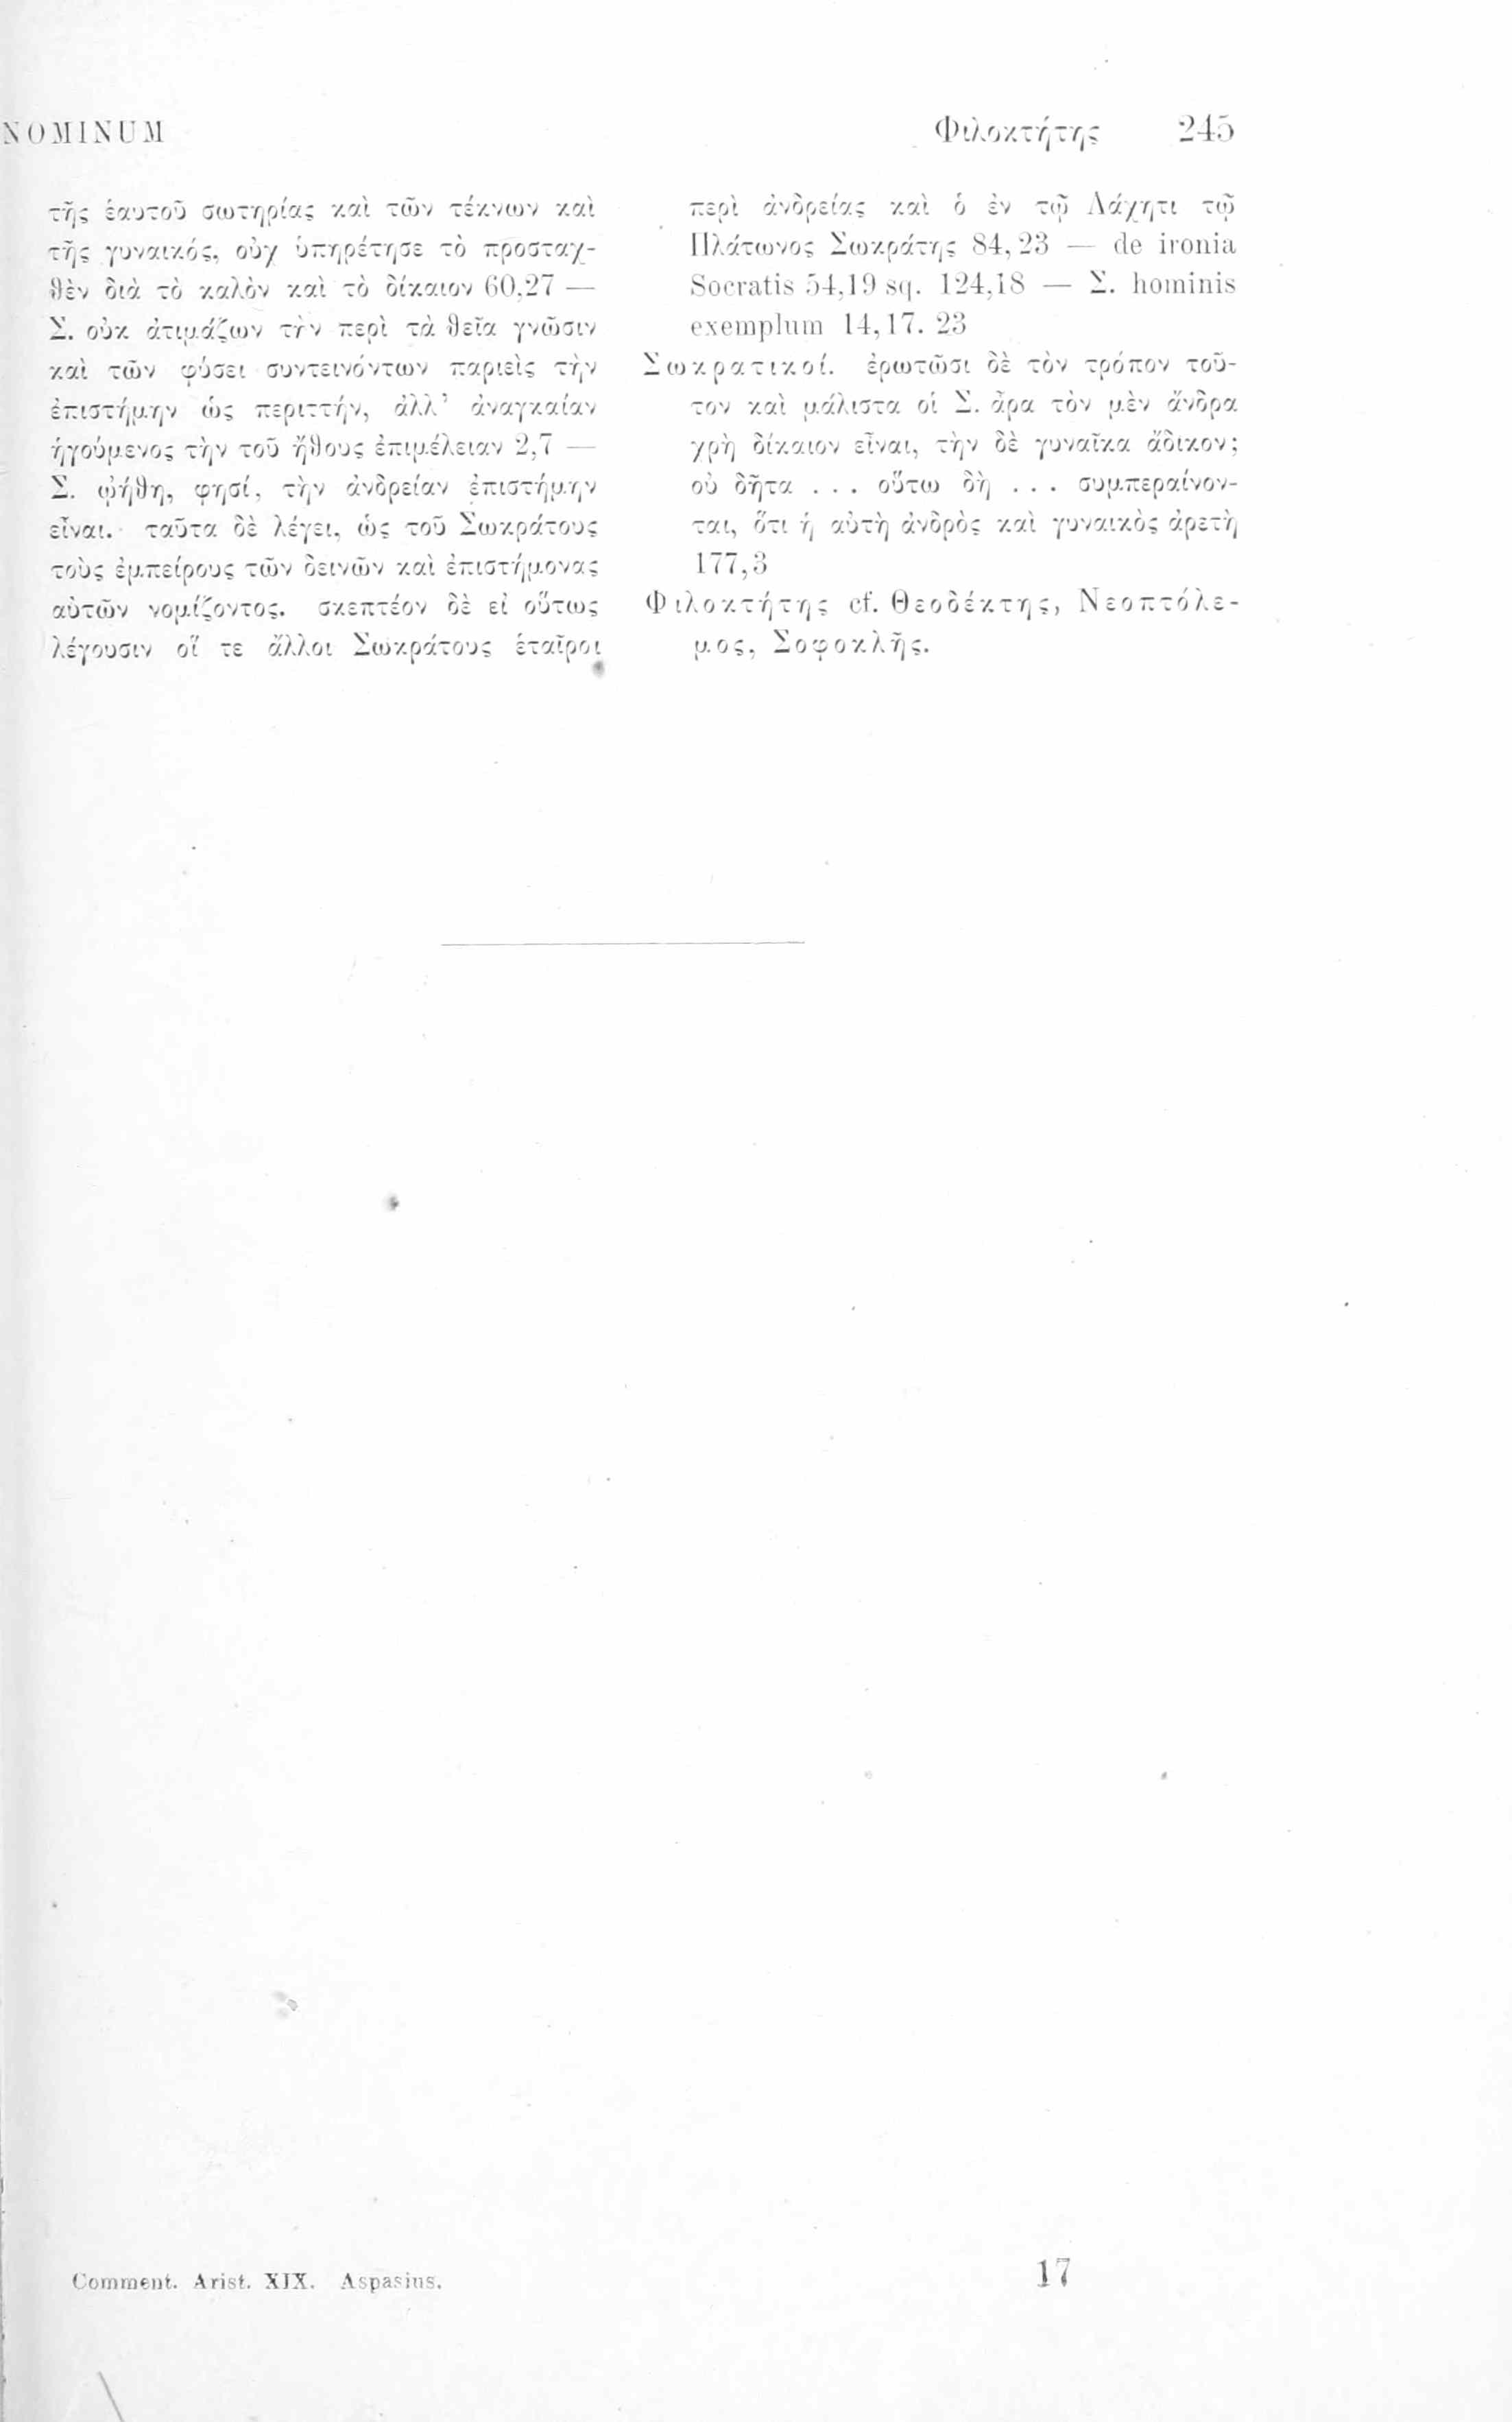 NOMINUM Φιλοκτήτης 245
τῆς ἑαυτοῦ σωτηρίας καὶ τῶν τέκνων καὶ
τῆς γυναικός, οὐχ ὑπηρέτησε τὸ προσταχ-
θὲν διὰ τὸ καλὸν καὶ τὸ δίκαιον 60,27 —
Σ. οὐκ ἀτιμάζων τὴν περὶ τὰ θεῖα γνῶσιν
καὶ τῶν φύσει συντεινόντων παριεὶς τὴν
ἐπιστήμην ὡς περιττήν, ἀλλ’ ἀναγκαίαν
ἡγούμενος τὴν τοῦ ἤθους ἐπιμέλειαν 2,7 —
Σ. ᾠήθη, φησί, τὴν ἀνδρείαν ἐπιστήμην
εἶναι. ταῦτα δὲ λέγει, ὡς τοῦ Σωκράτους
τοὺς ἐμπείρους τῶν δεινῶν καὶ ἐπιστήμονας
αὐτῶν νομίζοντος. σκεπτέον δὲ εἰ οὕτως
λέγουσιν οἵ τε ἄλλοι Σωκράτους ἑταῖροι
περὶ ἀνδρείας καὶ ὁ ἐν τῷ Λάχητι τῷ
Πλάτωνος Σωκράτης 84,23 — de ironia
Socratis 54,19 sq. 124,18 — Σ. hominis
exemplum 14,17. 23
Σωκρατικοί. ἐρωτῶσι δὲ τὸν τρόπον τοῦ-
τον καὶ μάλιστα οἱ Σ. ἆρα τὸν μὲν ἄνδρα
χρὴ δίκαιον εἶναι, τὴν δὲ γυναῖκα ἄδικον;
οὐ δῆτα . . . οὕτω δὴ . . . συμπεραίνον-
ται, ὅτι ἡ αὐτὴ ἀνδρὸς καὶ γυναικὸς ἀρετὴ
177,3
Φιλοκτήτης cf. Θεοδέκτης, Νεοπτόλε-
μος, Σοφοκλῆς.
Comment. Arist. XIX. Aspasius. 17